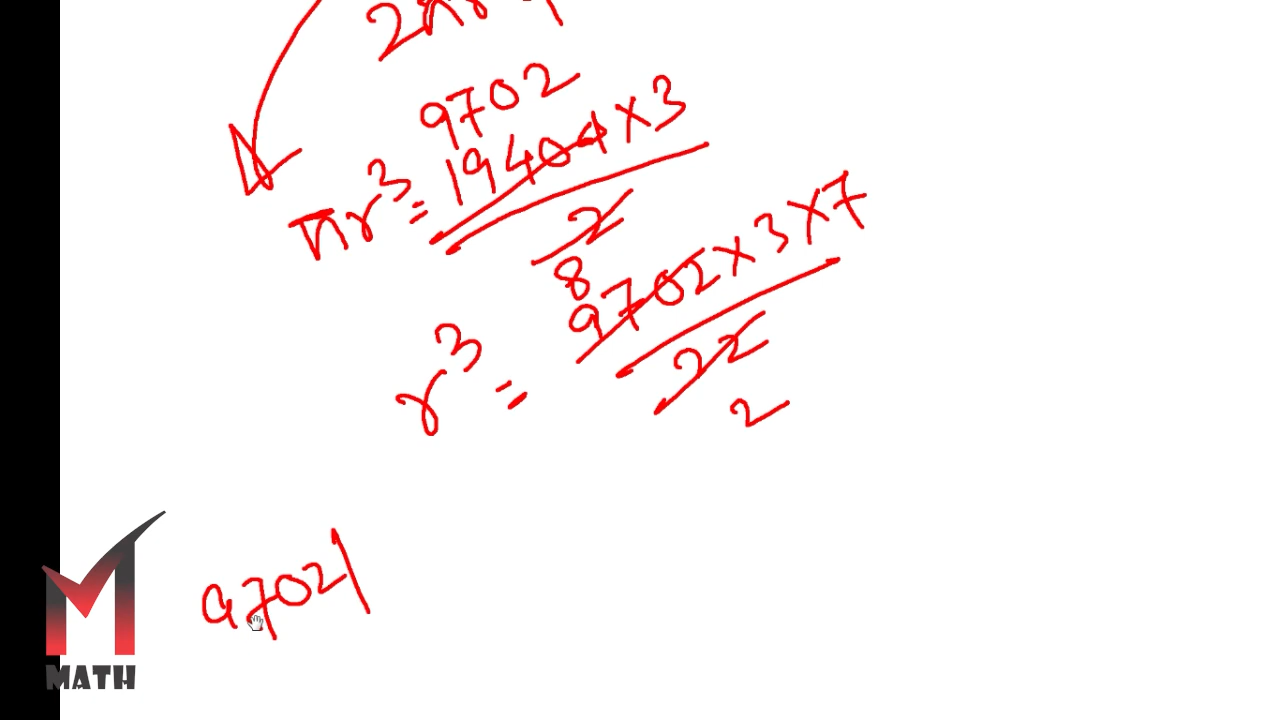 9702
πr³ = 19404 × 3
2
8
r³ = 9702 × 3 × 7
22
2
9702
MATH